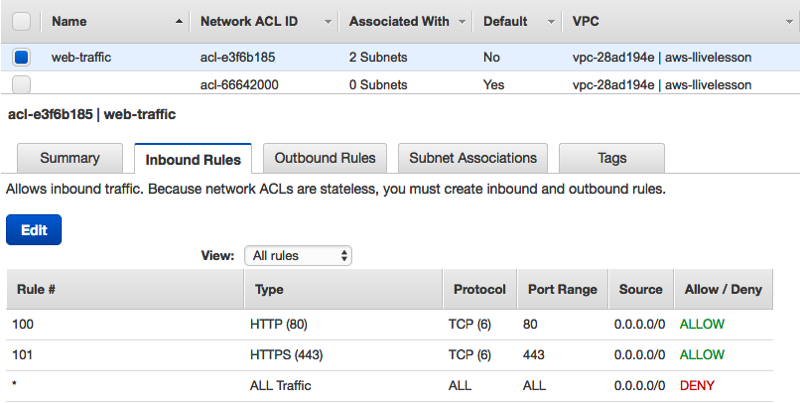 Name Network ACL ID Associated With Default VPC
web-traffic acl-e3f6b185 2 Subnets No vpc-28ad194e | aws-llivelesson
acl-66642000 0 Subnets Yes vpc-28ad194e | aws-llivelesson
acl-e3f6b185 | web-traffic
Summary Inbound Rules Outbound Rules Subnet Associations Tags
Allows inbound traffic. Because network ACLs are stateless, you must create inbound and outbound rules.
Edit
View: All rules
Rule # Type Protocol Port Range Source Allow / Deny
100 HTTP (80) TCP (6) 80 0.0.0.0/0 ALLOW
101 HTTPS (443) TCP (6) 443 0.0.0.0/0 ALLOW
* ALL Traffic ALL ALL 0.0.0.0/0 DENY